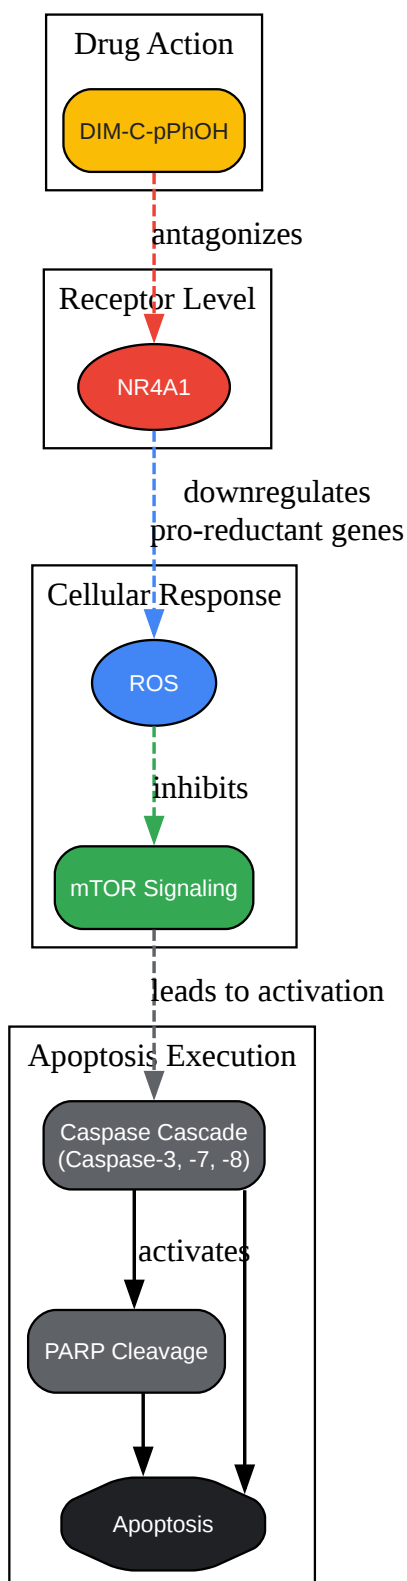 Drug Action
DIM-C-pPhOH
antagonizes
Receptor Level
NR4A1
downregulates
pro-reductant genes
Cellular Response
ROS
inhibits
mTOR Signaling
leads to activation
Apoptosis Execution
Caspase Cascade
(Caspase-3, -7, -8)
activates
PARP Cleavage
Apoptosis